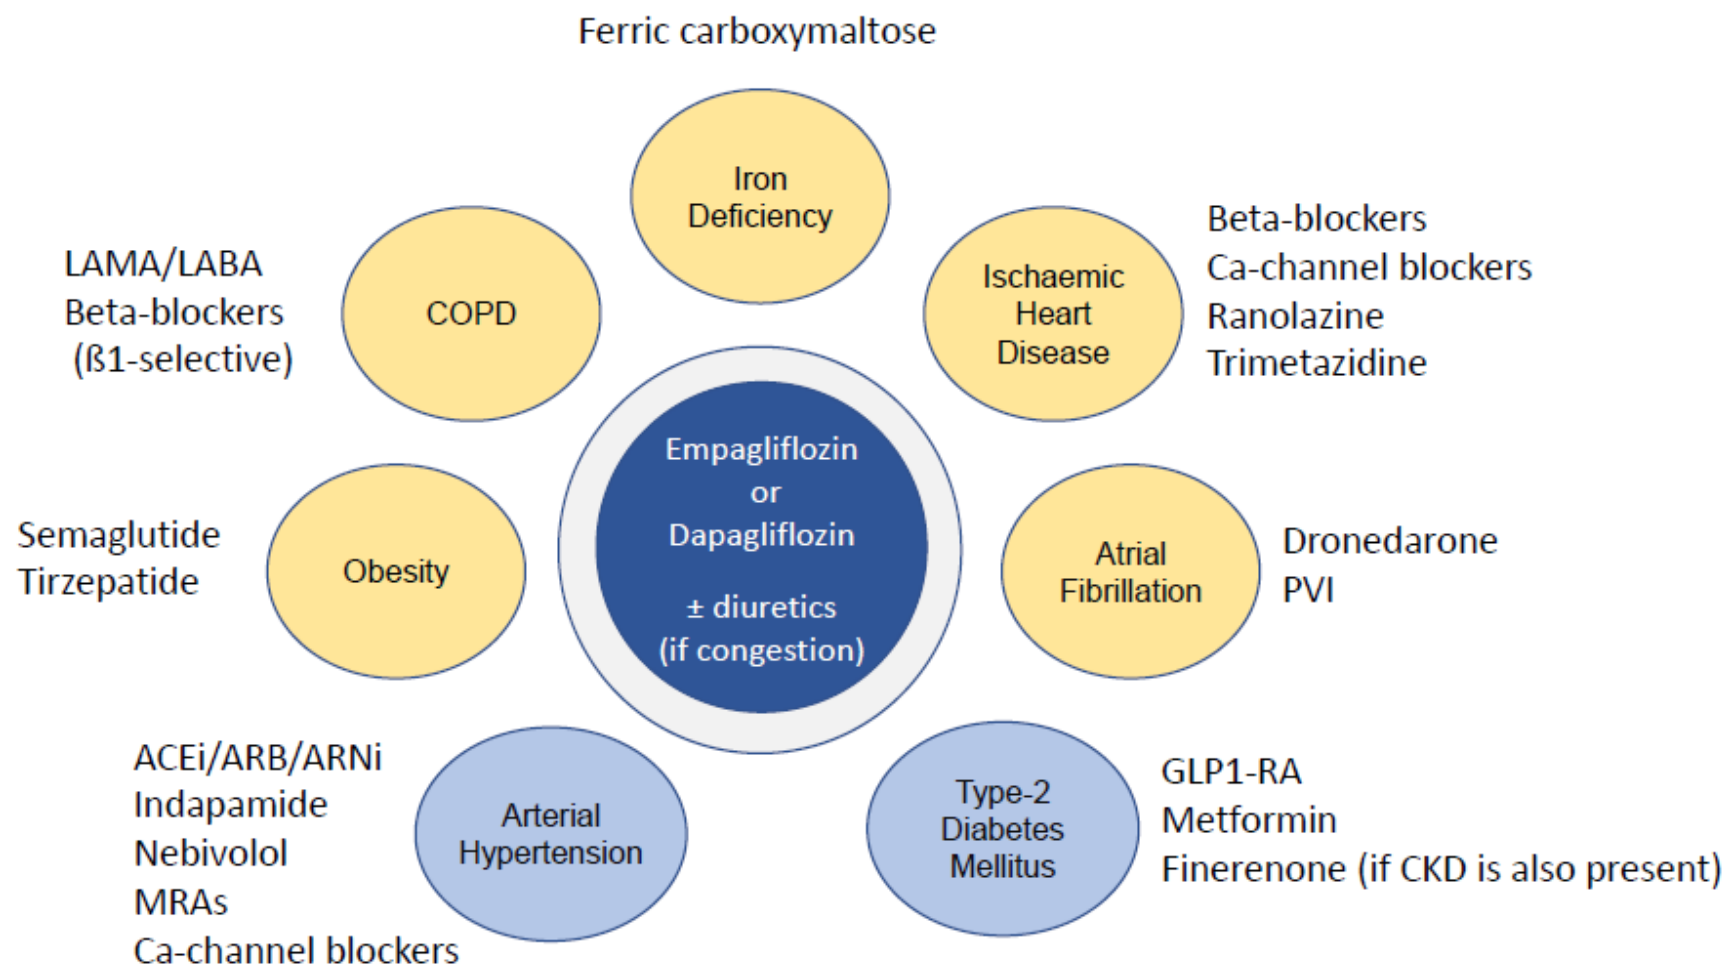 Ferric carboxymaltose
Iron
Deficiency
LAMA/LABA
Beta-blockers
(ß1-selective)
COPD
Ischaemic
Heart
Disease
Beta-blockers
Ca-channel blockers
Ranolazine
Trimetazidine
Empagliflozin
or
Dapagliflozin
± diuretics
(if congestion)
Semaglutide
Tirzepatide
Obesity
Atrial
Fibrillation
Dronedarone
PVI
ACEi/ARB/ARNi
Indapamide
Nebivolol
MRAs
Ca-channel blockers
Arterial
Hypertension
Type-2
Diabetes
Mellitus
GLP1-RA
Metformin
Finerenone (if CKD is also present)